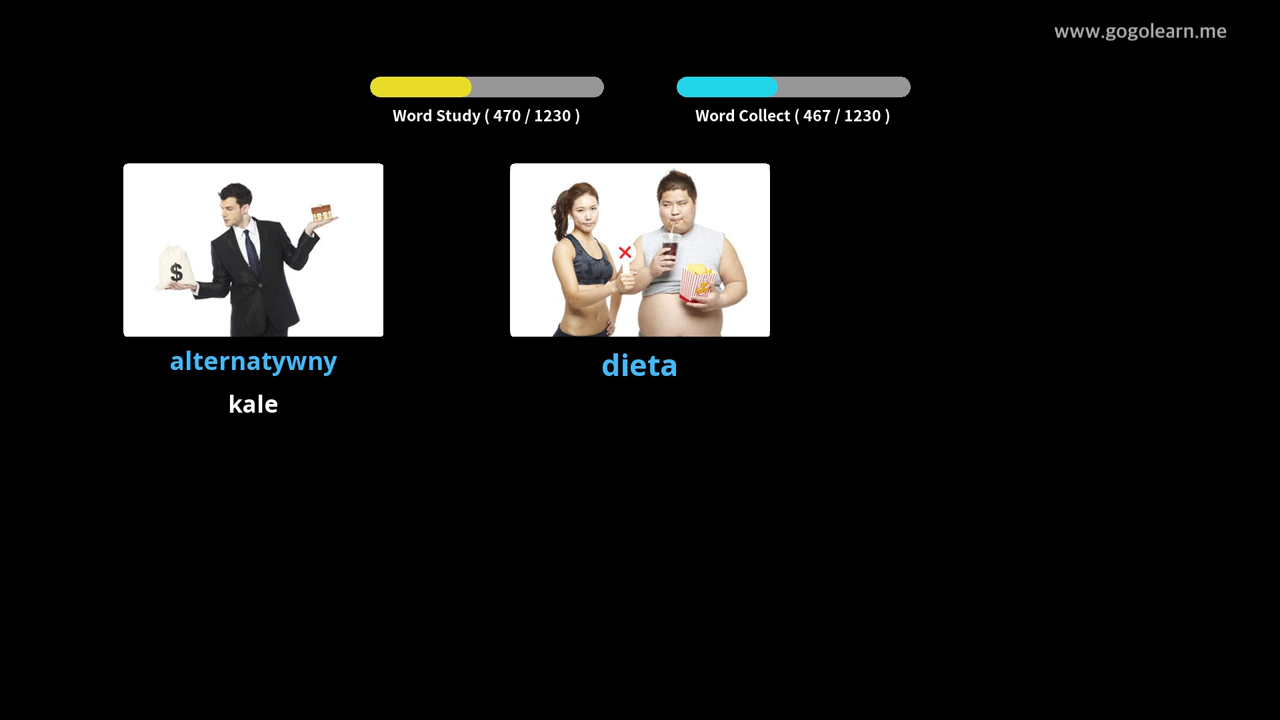 www.gogolearn.me
Word Study ( 470 / 1230 )
Word Collect ( 467 / 1230 )
$
alternatywny
kale
dieta